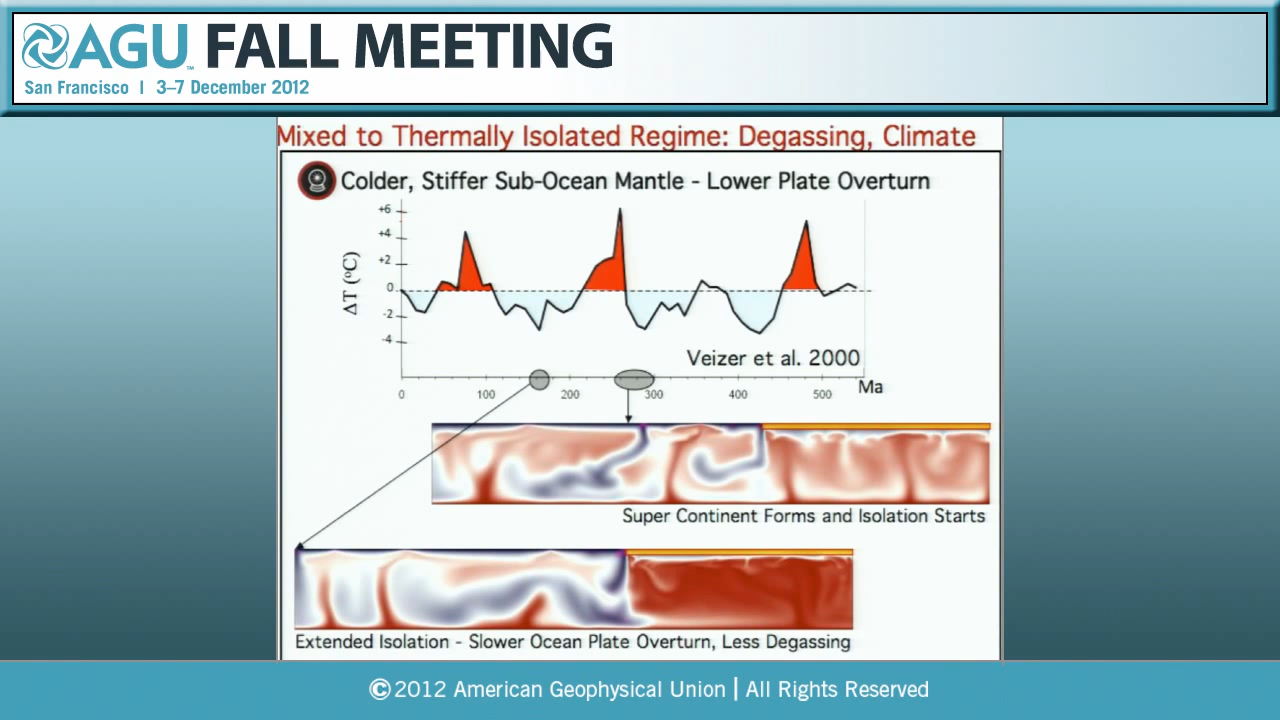 AGU™ FALL MEETING
San Francisco | 3–7 December 2012
Mixed to Thermally Isolated Regime: Degassing, Climate
Colder, Stiffer Sub-Ocean Mantle - Lower Plate Overturn
+6
+4
+2
0
-2
-4
ΔT (°C)
Veizer et al. 2000
0 100 200 300 400 500 Ma
Super Continent Forms and Isolation Starts
Extended Isolation - Slower Ocean Plate Overturn, Less Degassing
©2012 American Geophysical Union | All Rights Reserved